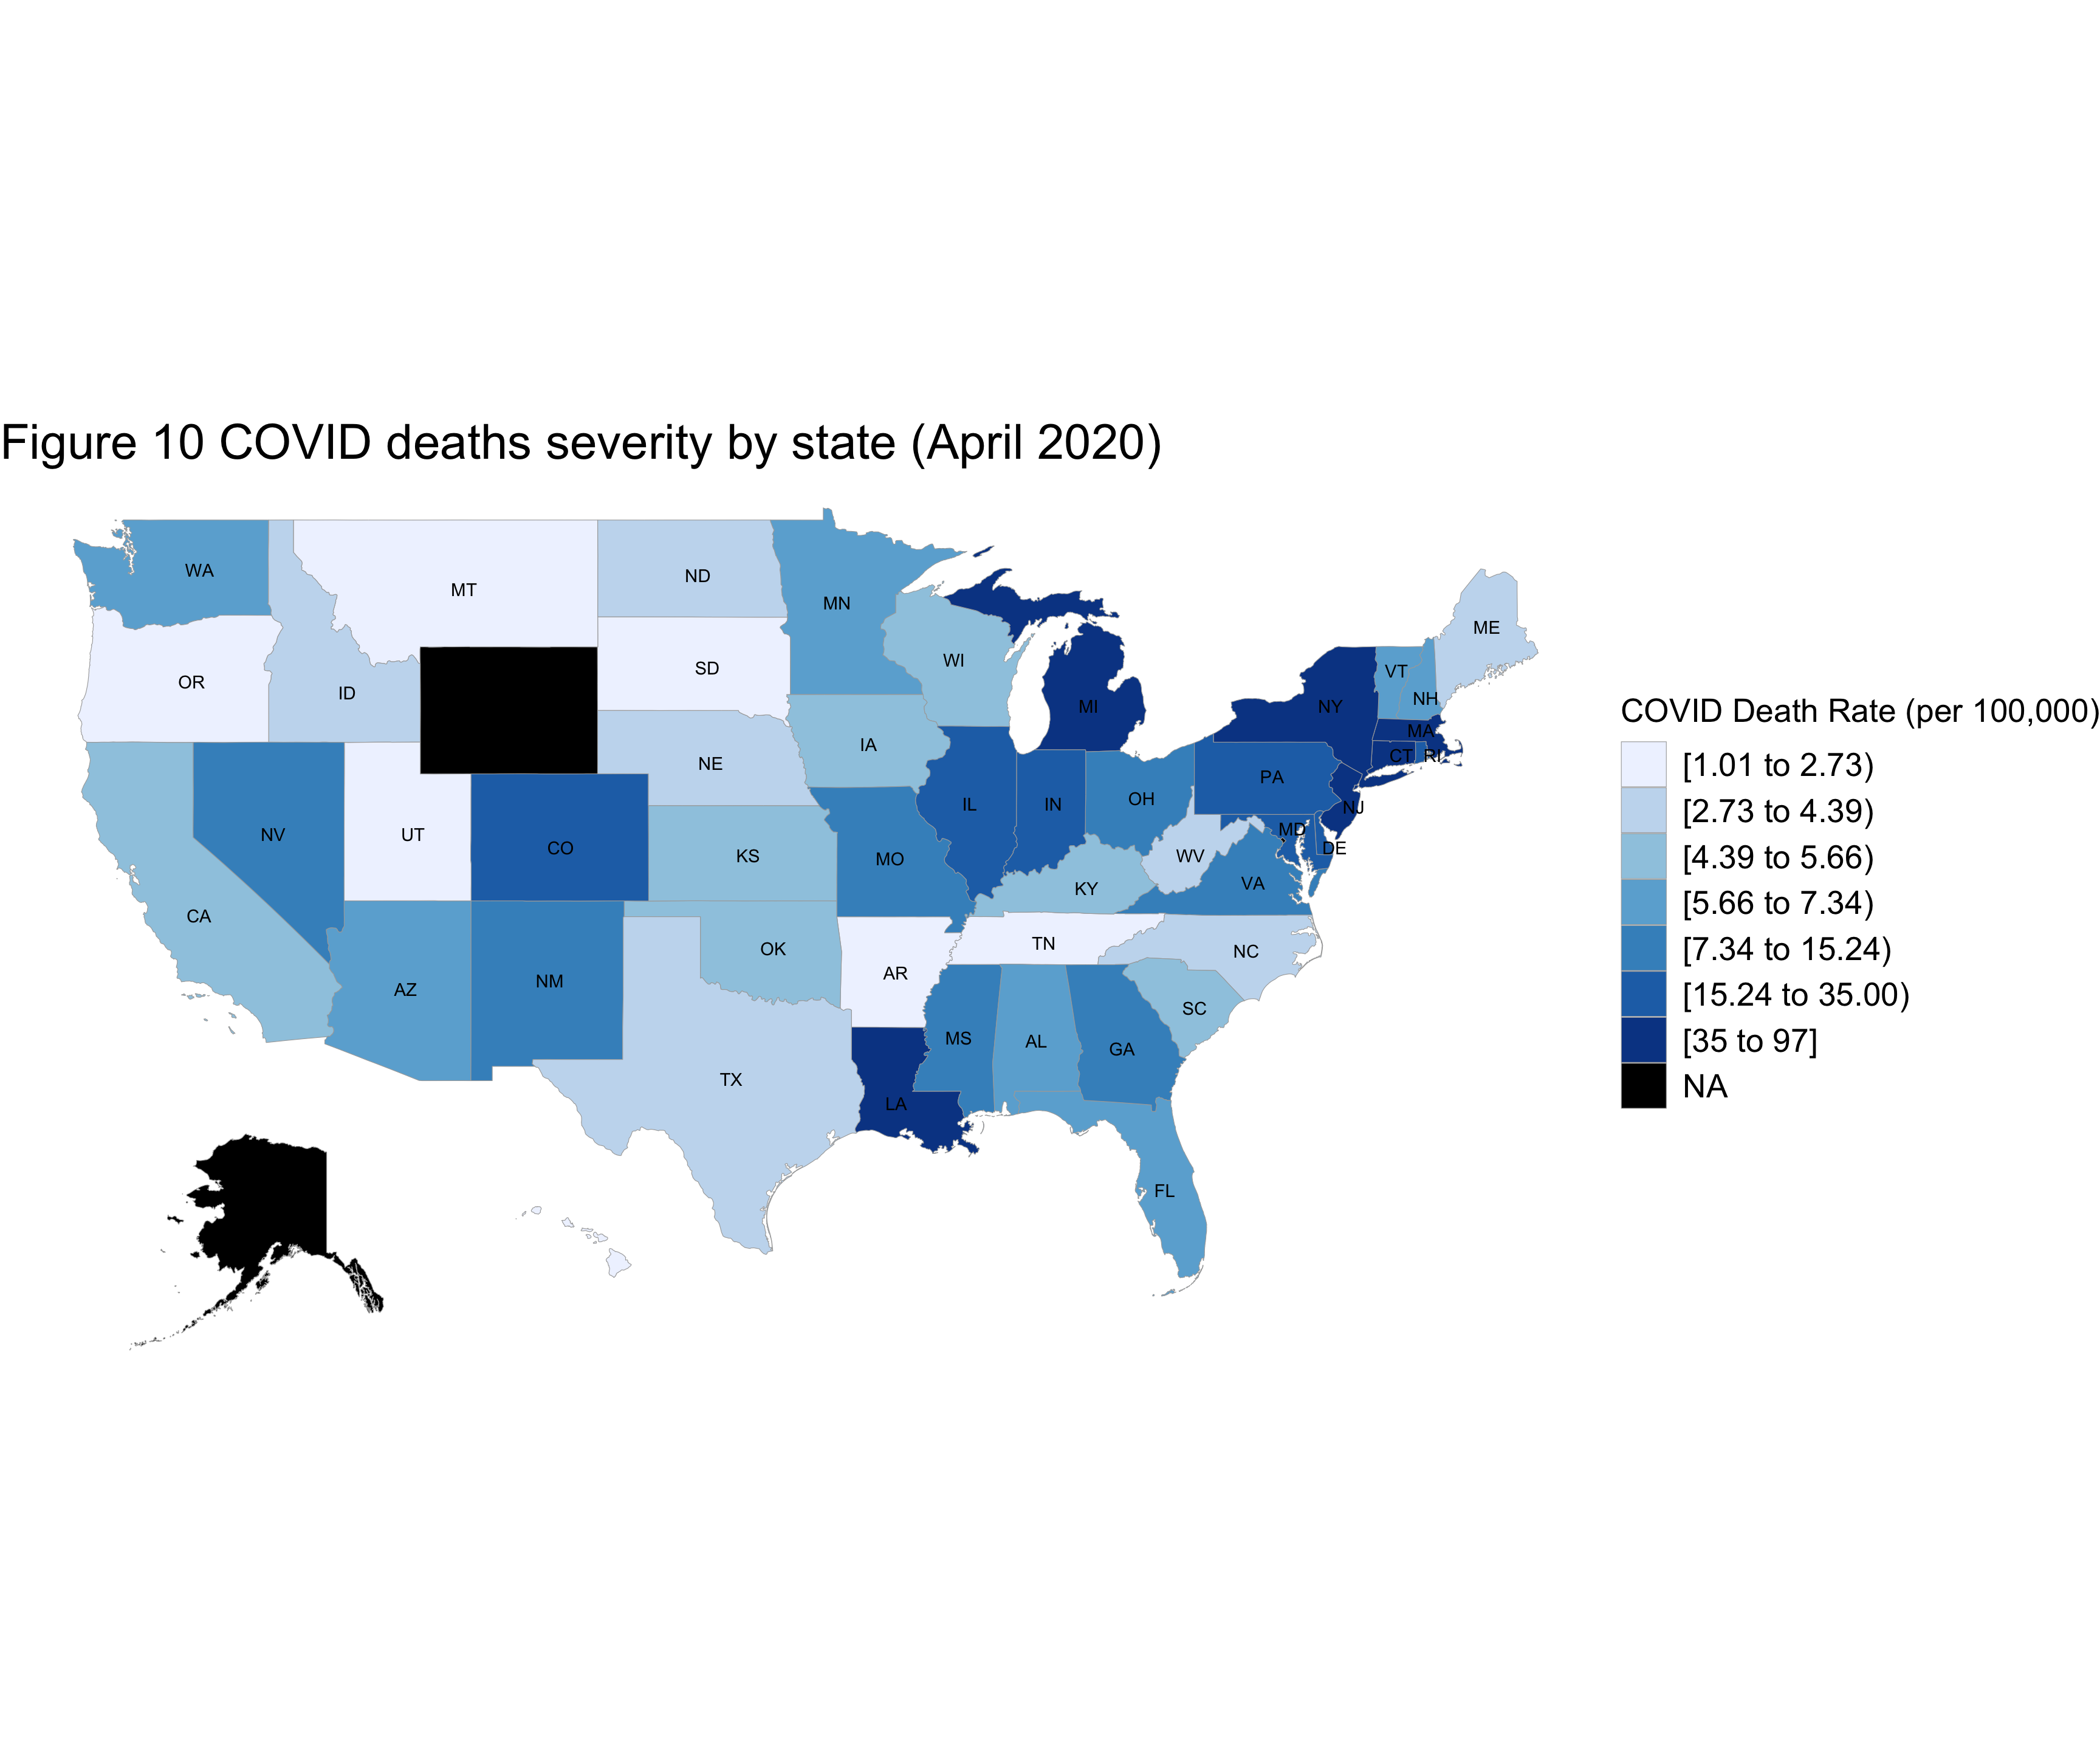 Figure 10 COVID deaths severity by state (April 2020)
WA
MT
ND
MN
ME
OR
ID
SD
WI
VT
NH
MI
NY
MA
CT RI
NE
IA
PA
NV
UT
CO
IL
IN
OH
NJ
MD
DE
KS
MO
WV
KY
VA
CA
TN
NC
OK
AZ
NM
AR
SC
MS
AL
GA
TX
LA
FL
COVID Death Rate (per 100,000)
[1.01 to 2.73)
[2.73 to 4.39)
[4.39 to 5.66)
[5.66 to 7.34)
[7.34 to 15.24)
[15.24 to 35.00)
[35 to 97]
NA